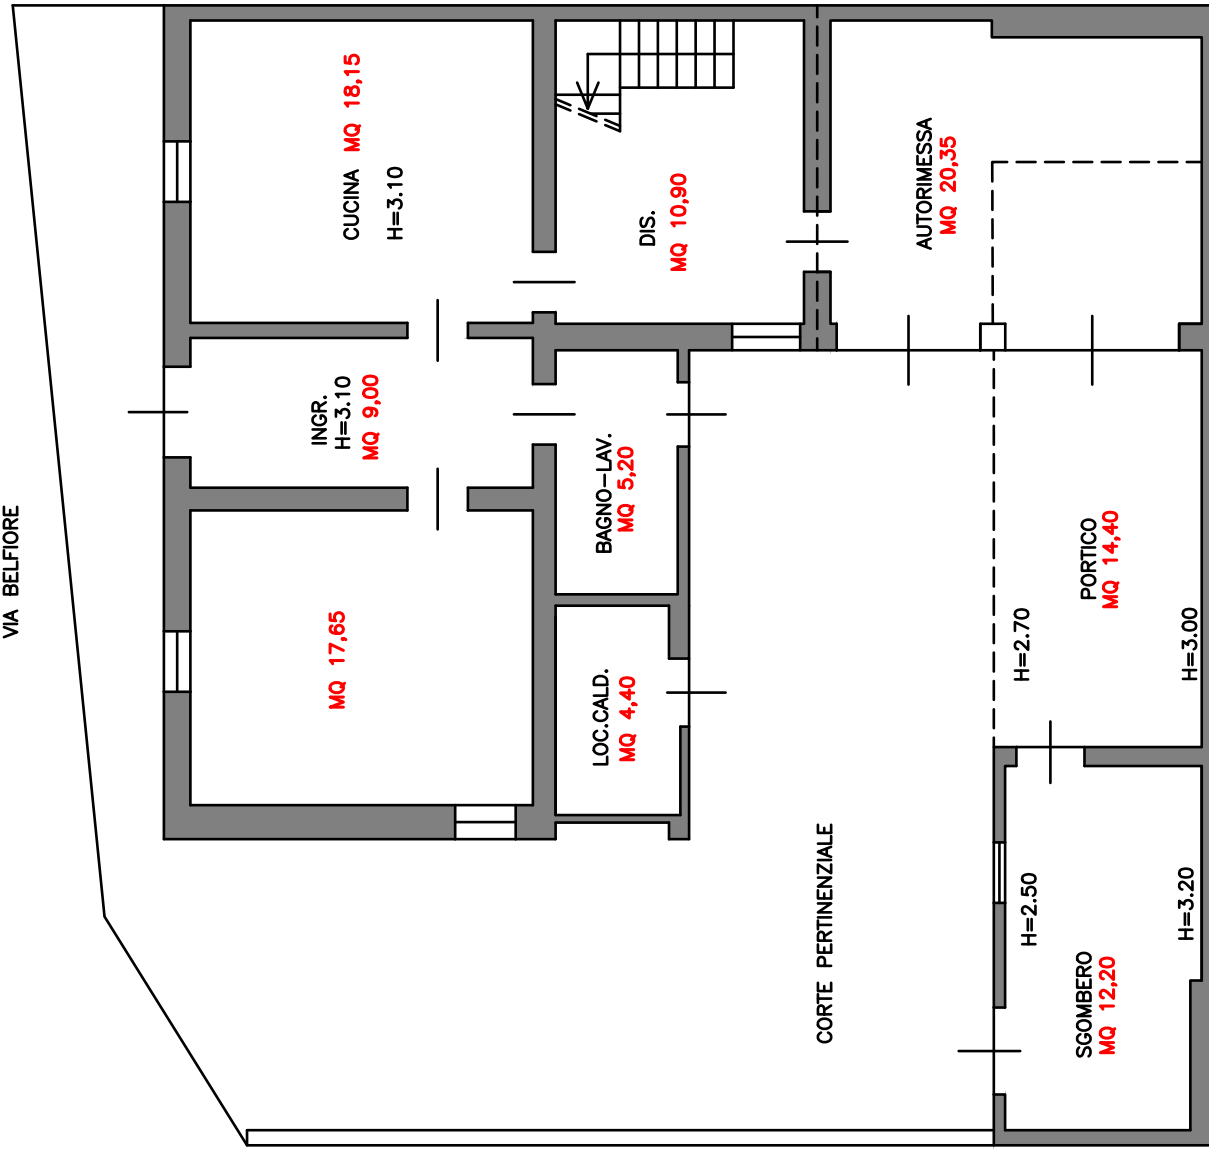 VIA BELFIORE
CUCINA MQ 18,15
H=3.10
DIS.
MQ 10,90
AUTORIMESSA
MQ 20,35
INGR.
H=3.10
MQ 9,00
BAGNO-LAV.
MQ 5,20
MQ 17,65
LOC.CALD.
MQ 4,40
PORTICO
MQ 14,40
H=2.70
H=3.00
CORTE PERTINENZIALE
H=2.50
H=3.20
SGOMBERO
MQ 12,20